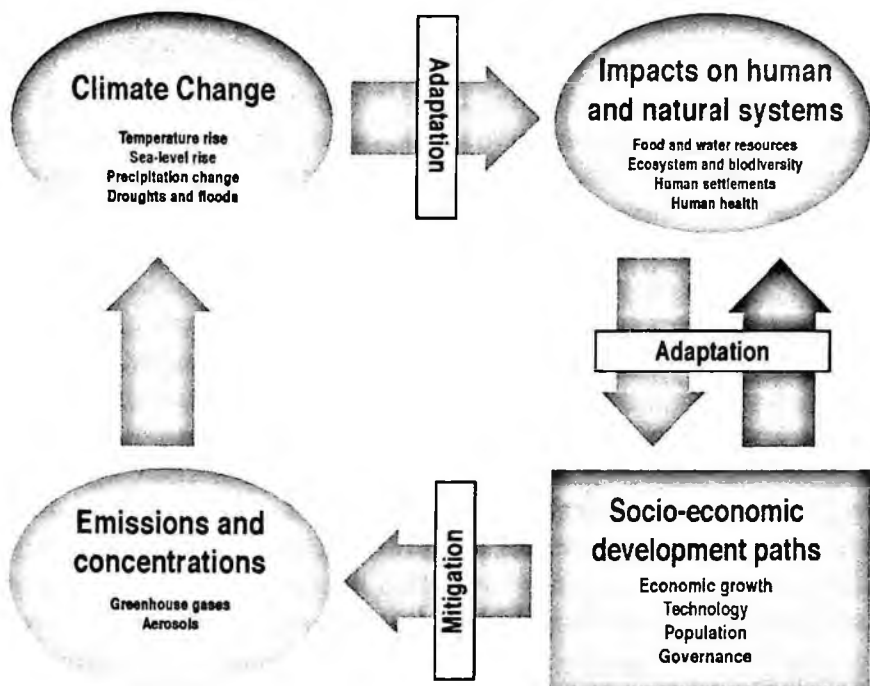 Climate Change
Temperature rise
Sea-level rise
Precipitation change
Droughts and floods
Adaptation
Impacts on human
and natural systems
Food and water resources
Ecosystem and biodiversity
Human settlements
Human health
Adaptation
Emissions and
concentrations
Greenhouse gases
Aerosols
Mitigation
Socio-economic
development paths
Economic growth
Technology
Population
Governance